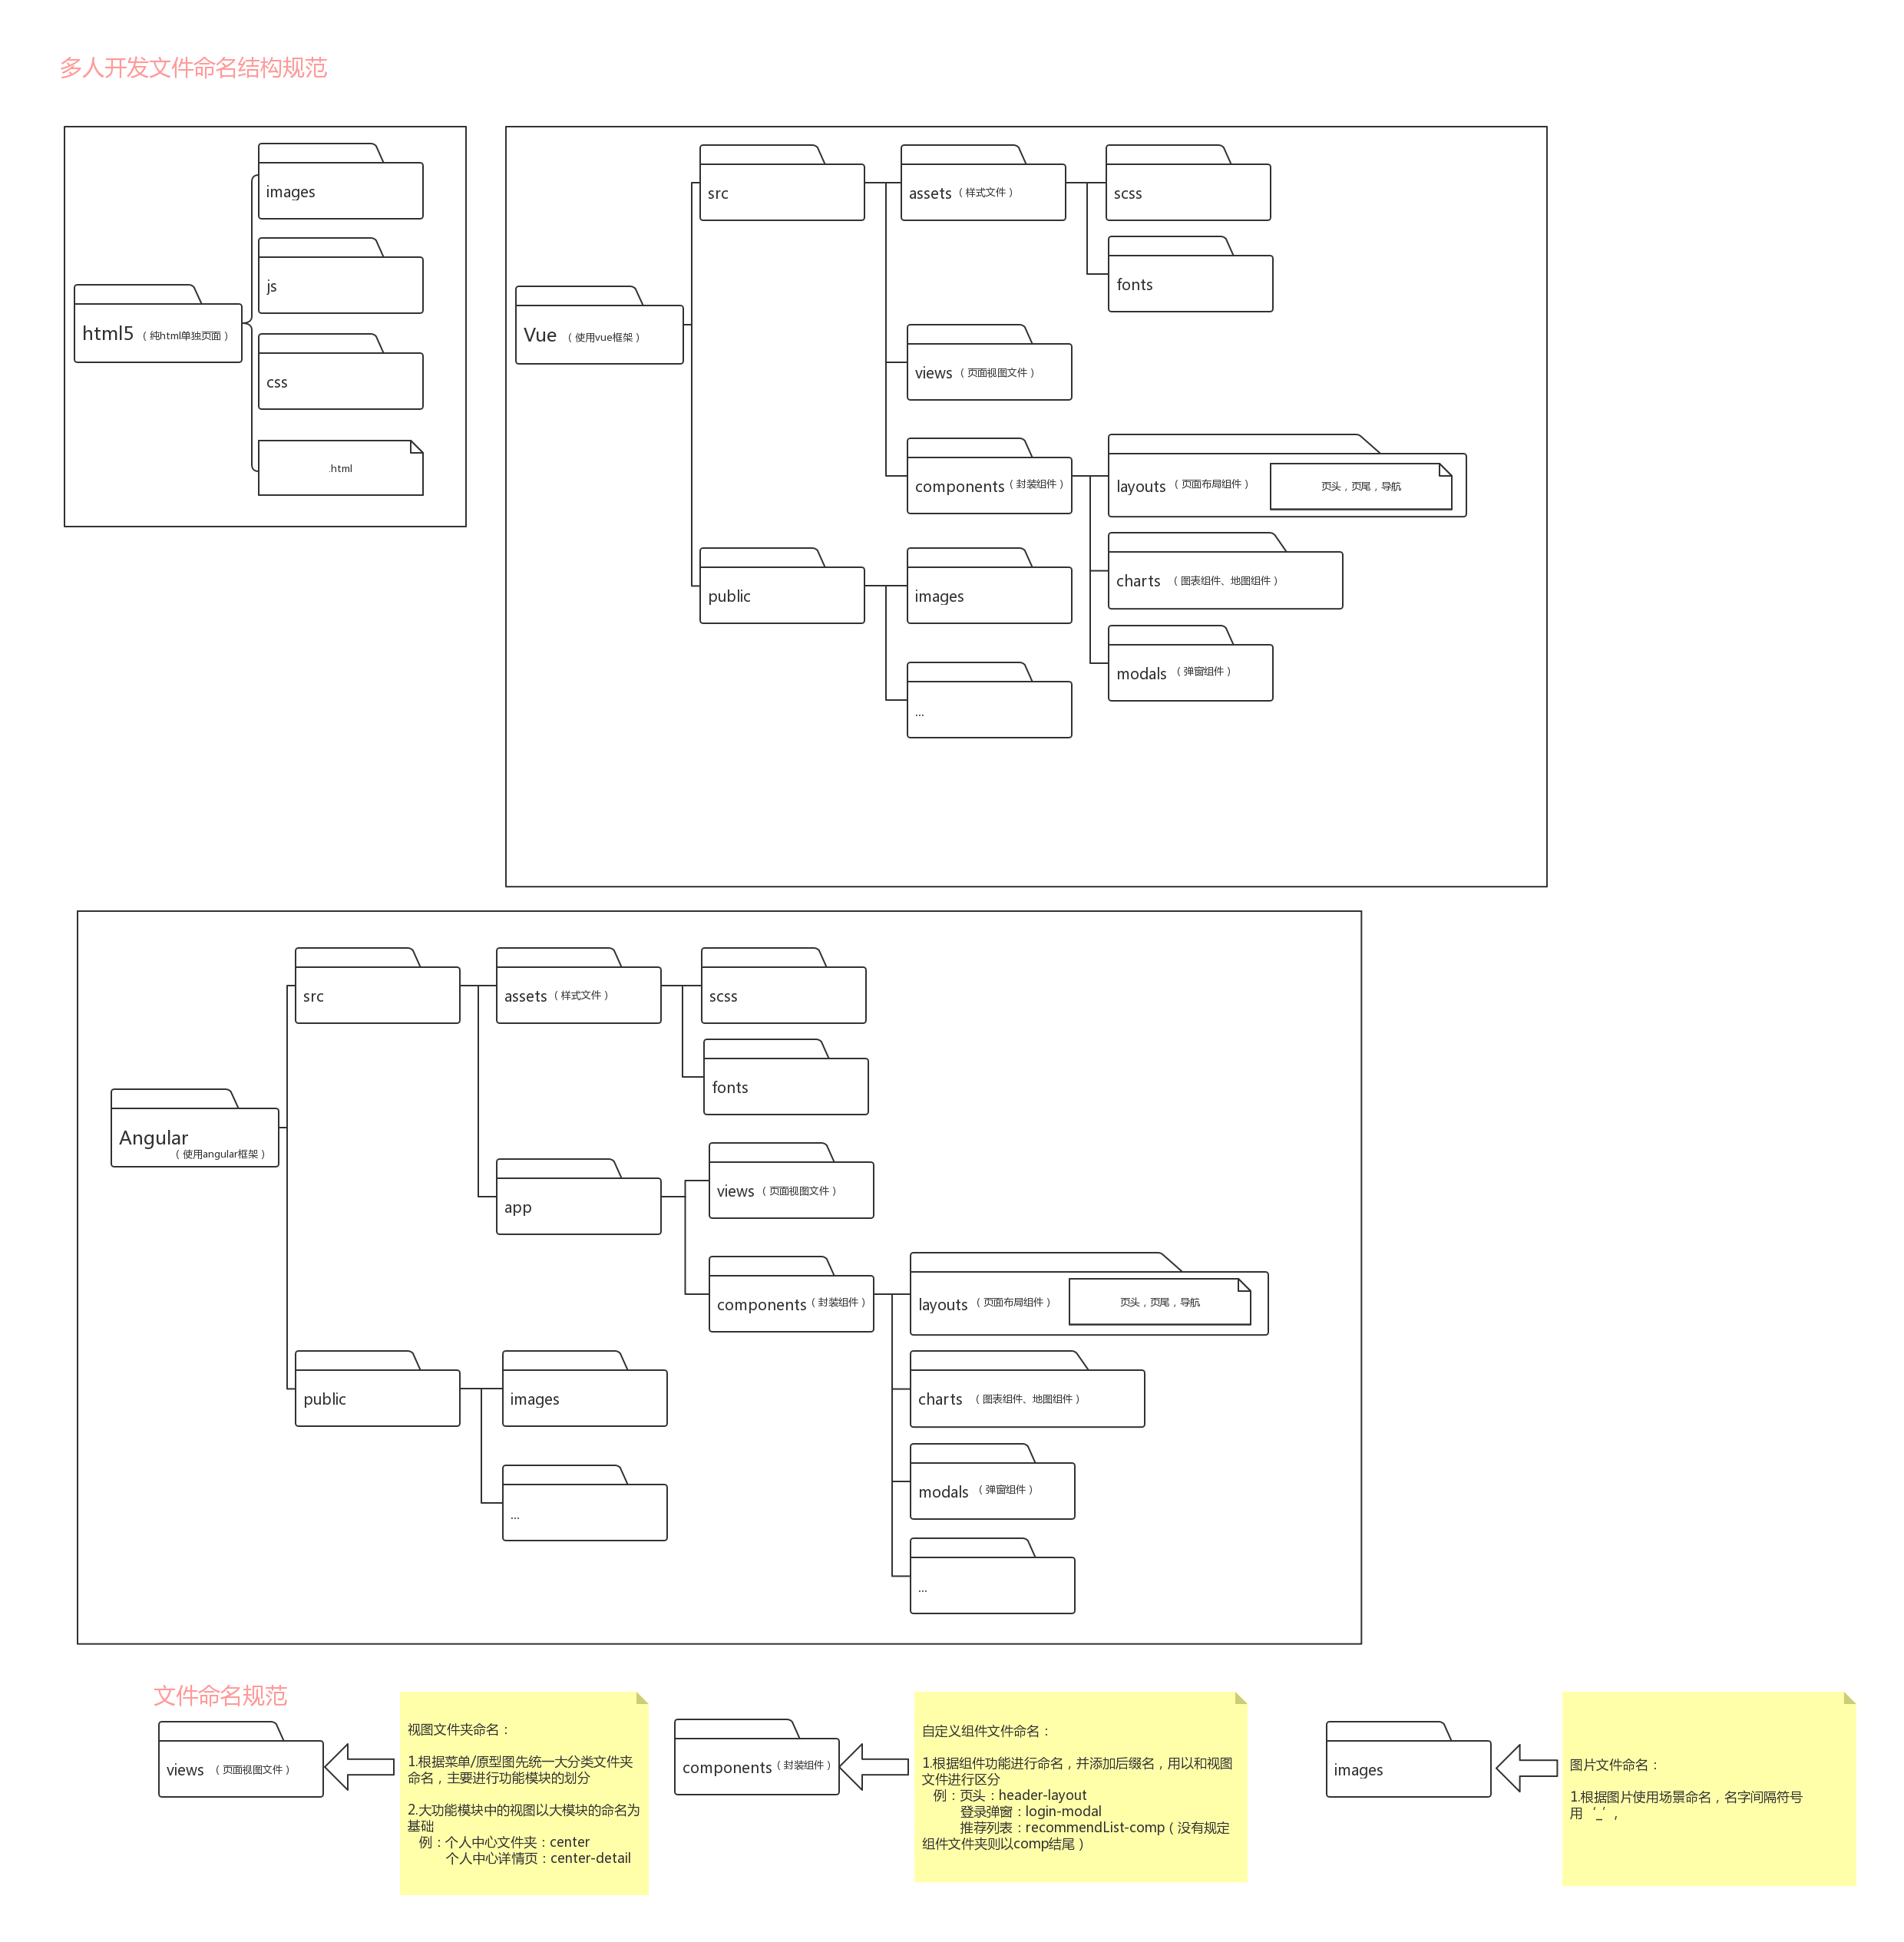 多人开发文件命名结构规范
images
js
html5 （纯html单独页面）
css
.html
src
assets （样式文件）
scss
fonts
Vue （使用vue框架）
views （页面视图文件）
components （封装组件）
layouts （页面布局组件）
页头，页尾，导航
charts （图表组件、地图组件）
public
images
modals （弹窗组件）
...
src
assets （样式文件）
scss
fonts
Angular
（使用angular框架）
app
views （页面视图文件）
components （封装组件）
layouts （页面布局组件）
页头，页尾，导航
public
images
charts （图表组件、地图组件）
modals （弹窗组件）
...
...
文件命名规范
views （页面视图文件）
视图文件夹命名：
1.根据菜单/原型图先统一大分类文件夹
命名，主要进行功能模块的划分
2.大功能模块中的视图以大模块的命名为
基础
例：个人中心文件夹：center
个人中心详情页：center-detail
components （封装组件）
自定义组件文件命名：
1.根据组件功能进行命名，并添加后缀名，用以和视图
文件进行区分
例：页头：header-layout
登录弹窗：login-modal
推荐列表：recommendList-comp（没有规定
组件文件夹则以comp结尾）
images
图片文件命名：
1.根据图片使用场景命名，名字间隔符号
用 ‘_’ ，